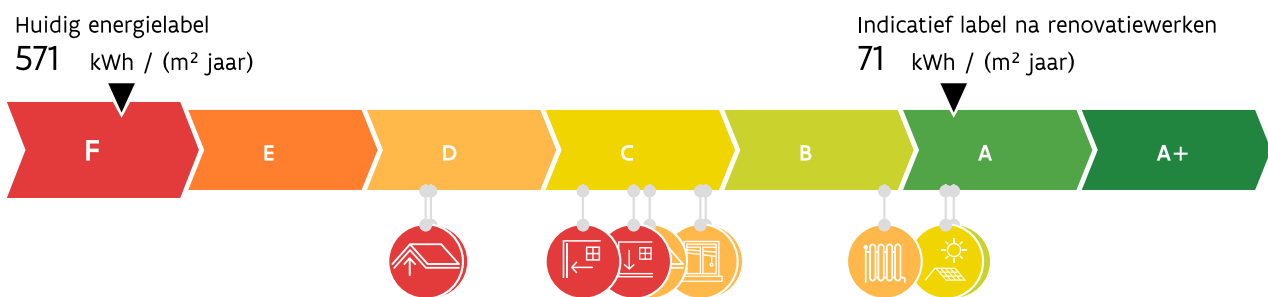 Huidig energielabel
571 kWh / (m² jaar)
Indicatief label na renovatiewerken
71 kWh / (m² jaar)
F E D C B A A+